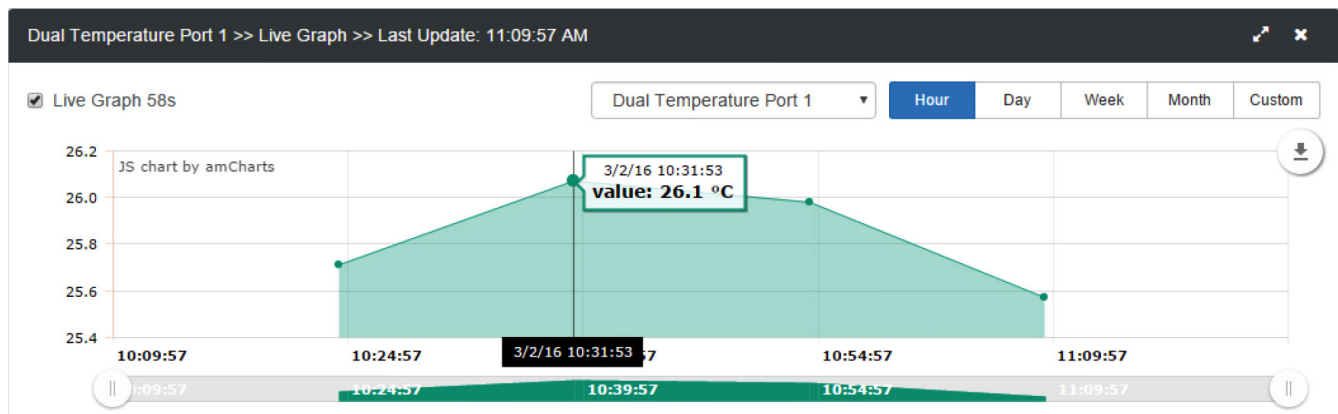 Dual Temperature Port 1 >> Live Graph >> Last Update: 11:09:57 AM
Live Graph 58s
Dual Temperature Port 1
Hour Day Week Month Custom
JS chart by amCharts
26.2
26.0
25.8
25.6
25.4
3/2/16 10:31:53
value: 26.1 ºC
10:09:57 10:24:57 3/2/16 10:31:53 7 10:54:57 11:09:57
:09:57 10:24:57 10:39:57 10:54:57 11:09:57